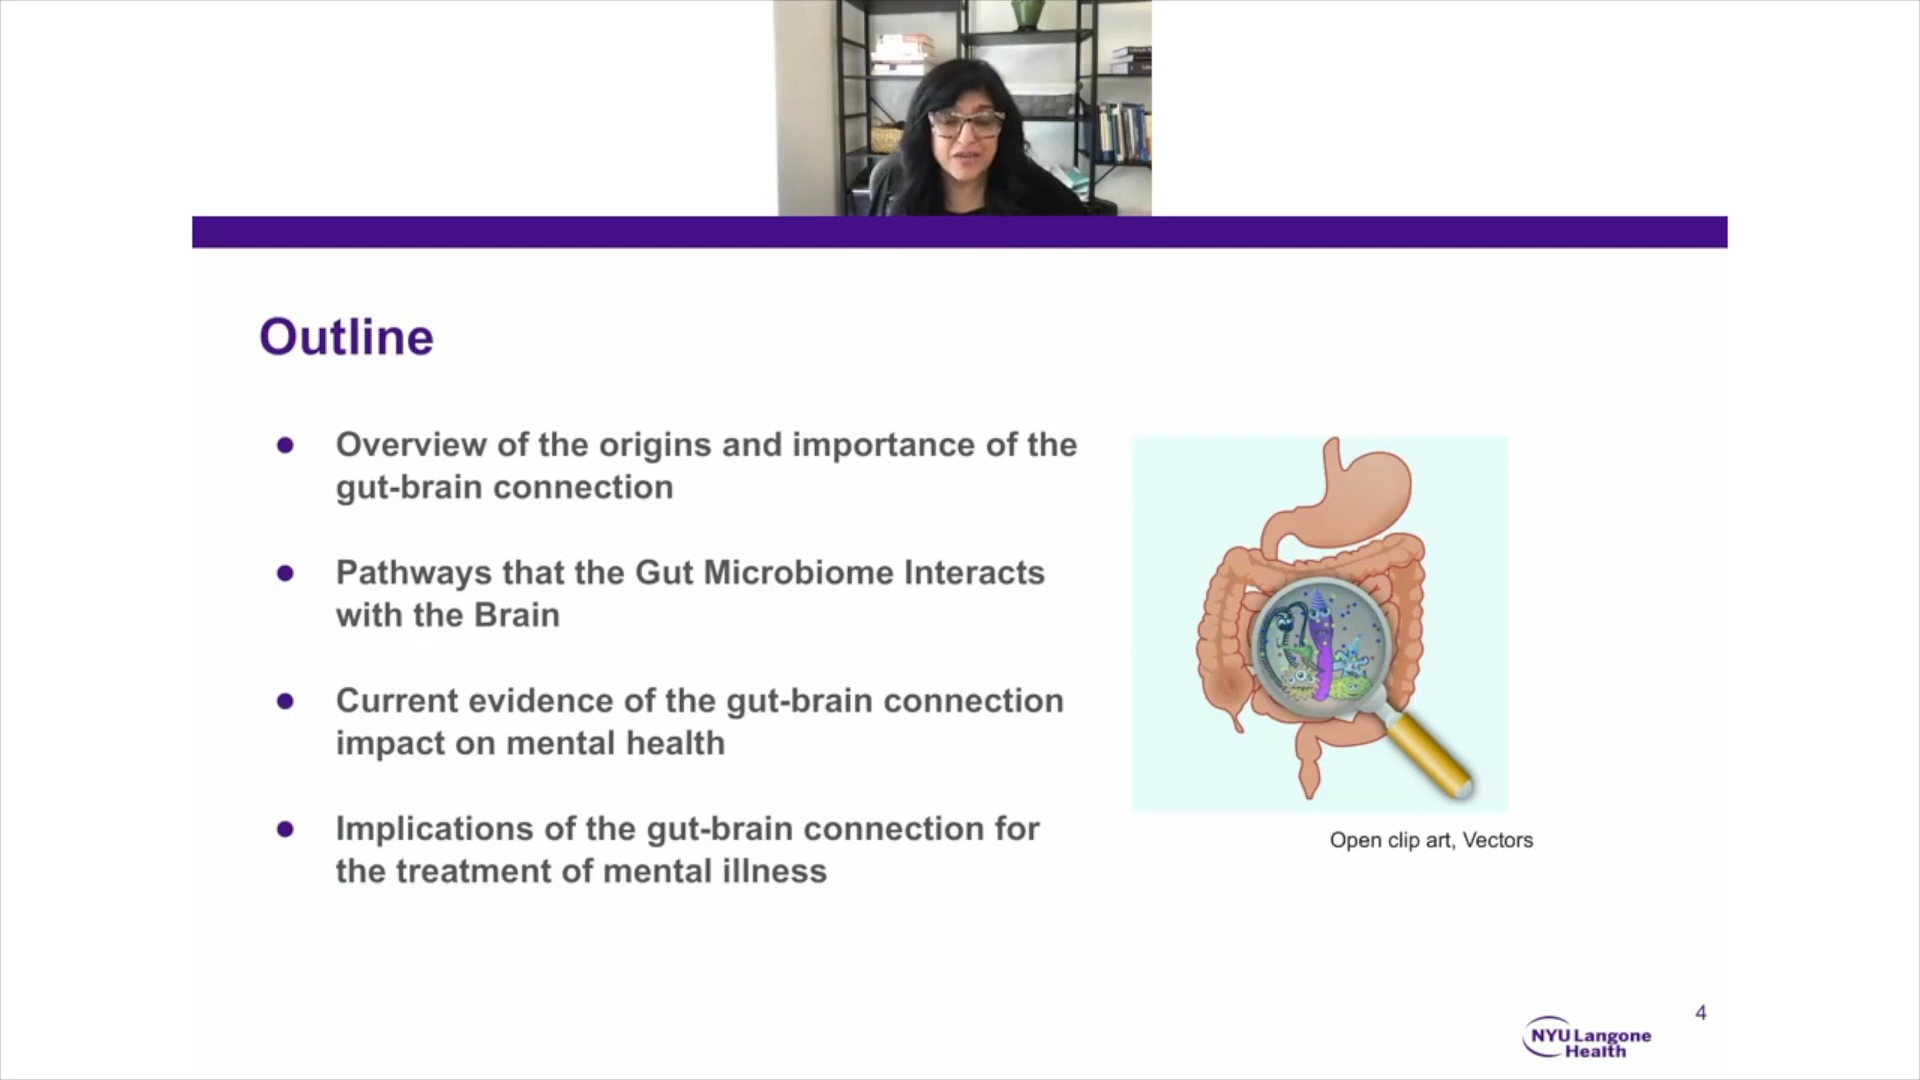 Outline
● Overview of the origins and importance of the
gut-brain connection
● Pathways that the Gut Microbiome Interacts
with the Brain
● Current evidence of the gut-brain connection
impact on mental health
● Implications of the gut-brain connection for
the treatment of mental illness
Open clip art, Vectors
4
NYU Langone
Health